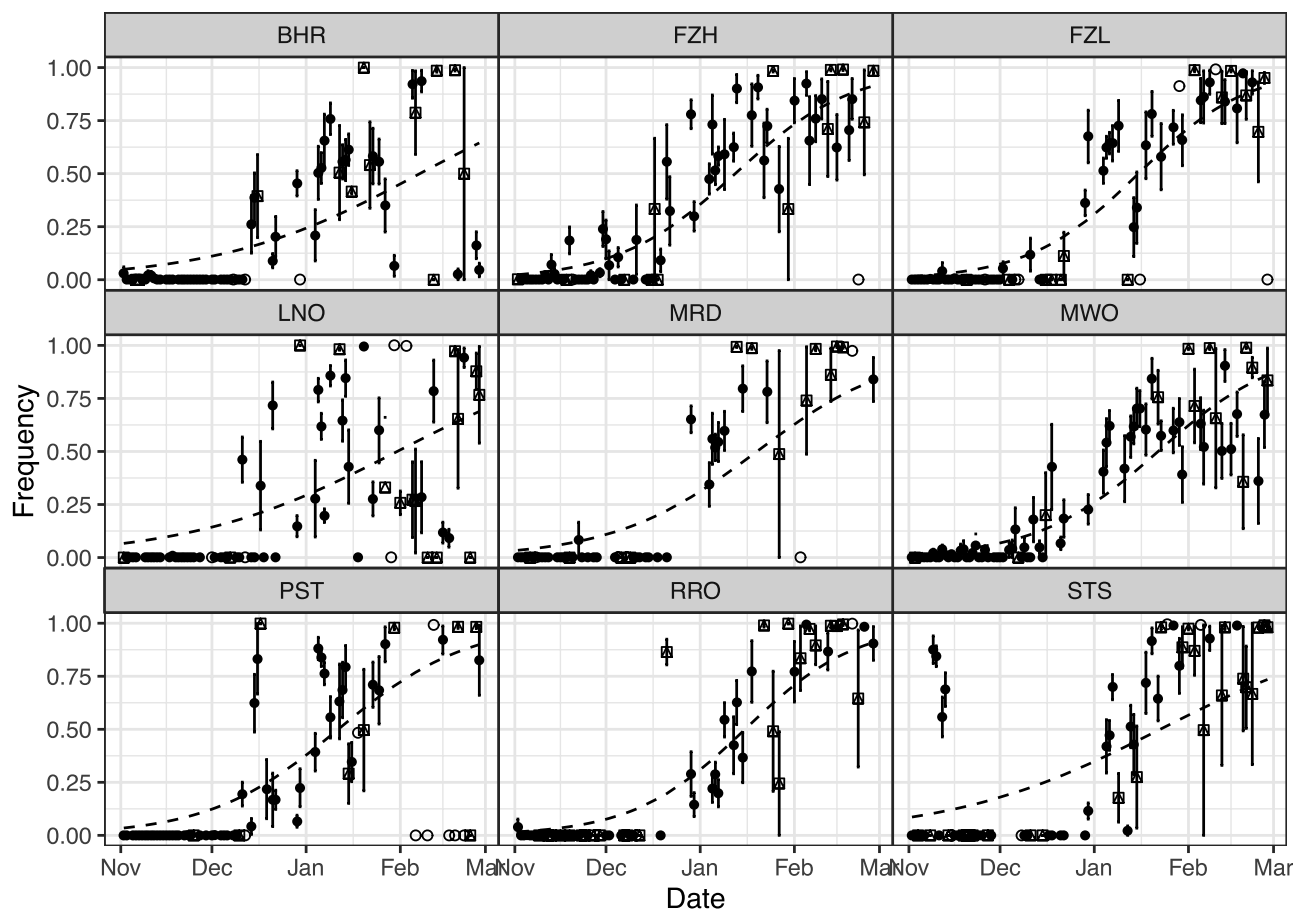 BHR FZH FZL
1.00
0.75
0.50
0.25
0.00
LNO MRD MWO
1.00
0.75
0.50
0.25
0.00
PST RRO STS
1.00
0.75
0.50
0.25
0.00
Frequency
Nov Dec Jan Feb Mar Nov Dec Jan Feb Mar Nov Dec Jan Feb Mar
Date